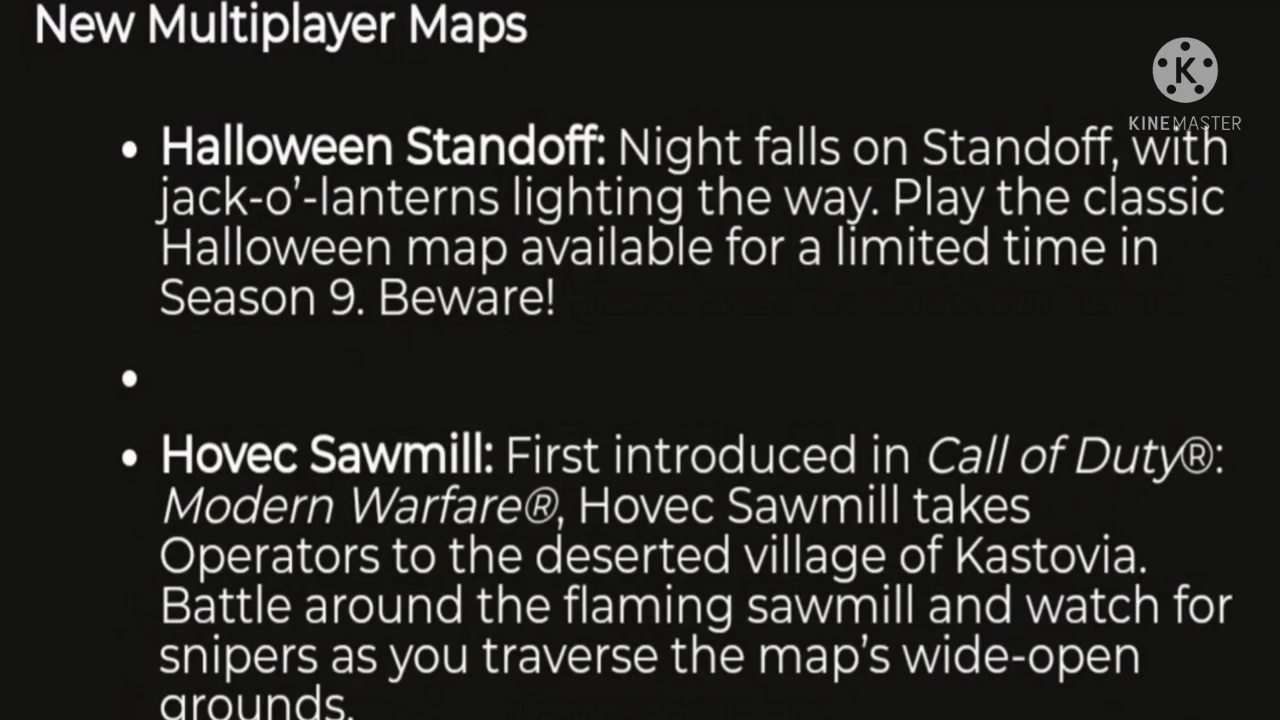 New Multiplayer Maps
K
KINEMASTER
• Halloween Standoff: Night falls on Standoff, with
jack-o’-lanterns lighting the way. Play the classic
Halloween map available for a limited time in
Season 9. Beware!
•
• Hovec Sawmill: First introduced in Call of Duty®:
Modern Warfare®, Hovec Sawmill takes
Operators to the deserted village of Kastovia.
Battle around the flaming sawmill and watch for
snipers as you traverse the map’s wide-open
grounds.